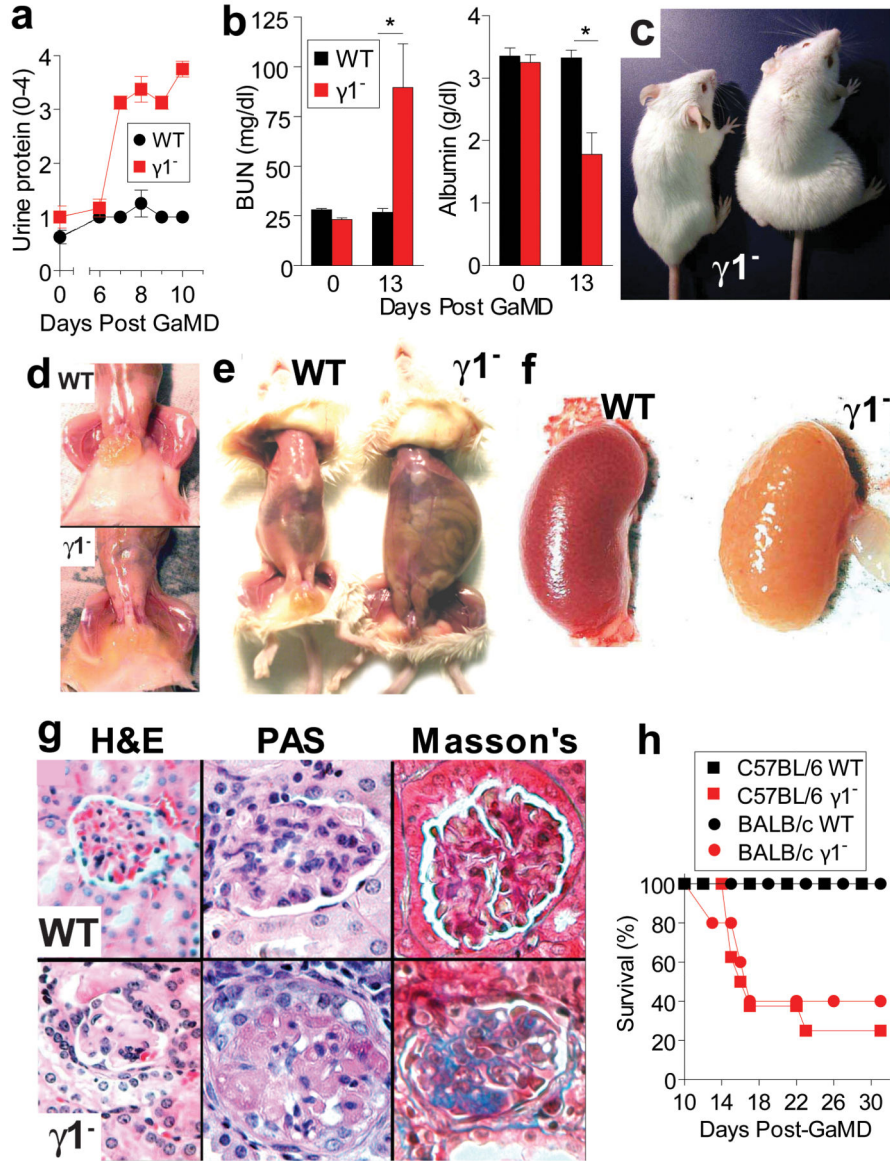 a
Urine protein (0-4)
4
3
2
1
0
WT
γ1-
0 6 8 10
Days Post GaMD
b
BUN (mg/dl)
125
100
75
50
25
0
WT
γ1-
*
0 13
Albumin (g/dl)
4
3
2
1
0
*
0 13
Days Post GaMD
c
γ1-
d
WT
γ1-
e
WT γ1-
f
WT γ1-
g
H&E PAS Masson's
WT
γ1-
h
C57BL/6 WT
C57BL/6 γ1-
BALB/c WT
BALB/c γ1-
Survival (%)
100
80
60
40
20
0
10 14 18 22 26 30
Days Post-GaMD